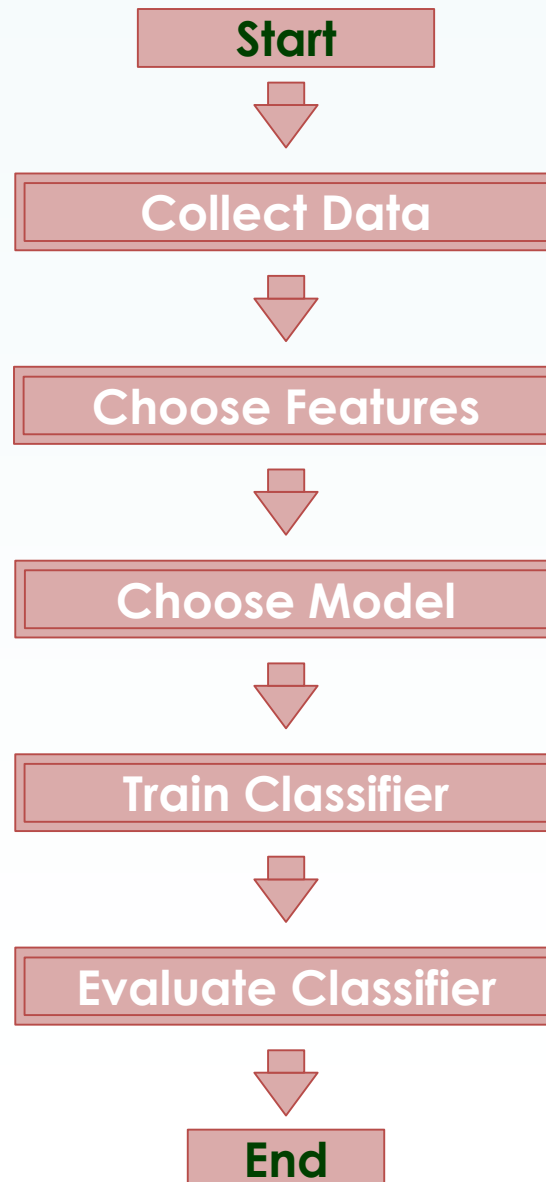 Start
Collect Data
Choose Features
Choose Model
Train Classifier
Evaluate Classifier
End